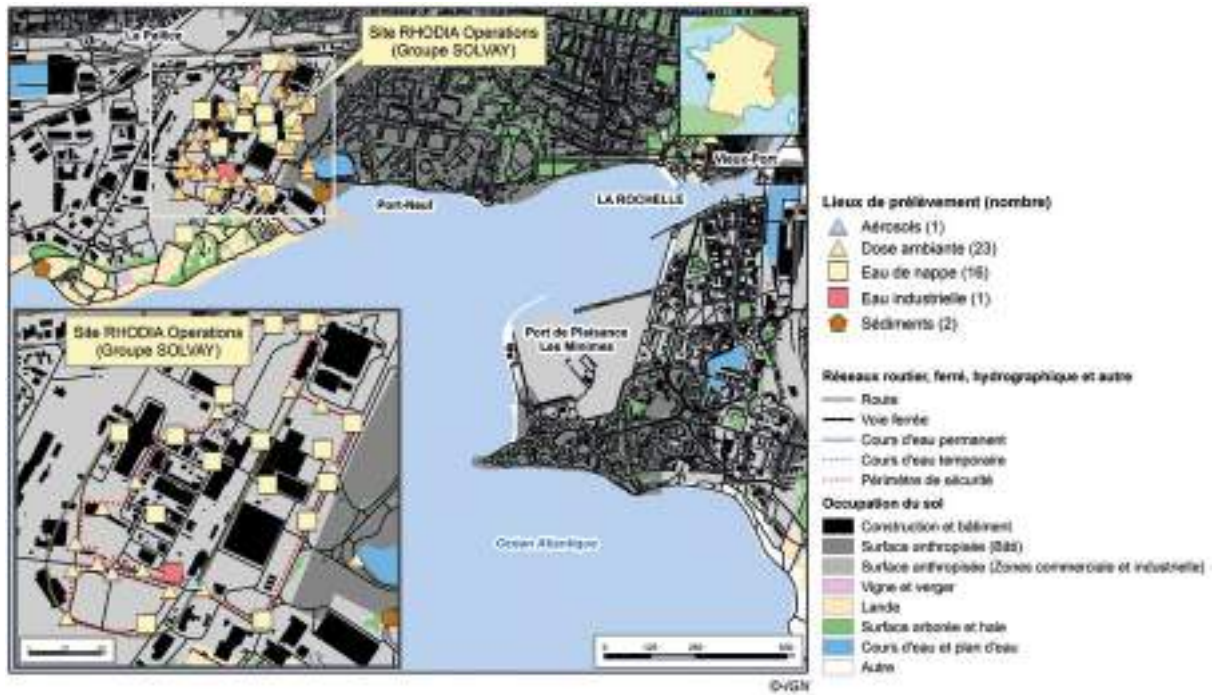 La Pallice
Site RHODIA Operations
(Groupe SOLVAY)
Vieux-Port
Port-Neuf
LA ROCHELLE
Site RHODIA Operations
(Groupe SOLVAY)
Port de Plaisance
Les Minimes
Océan Atlantique
Lieux de prélèvement (nombre)
Aérosols (1)
Dose ambiante (23)
Eau de nappe (16)
Eau industrielle (1)
Sédiments (2)
Réseaux routier, ferré, hydrographique et autre
Route
Voie ferrée
Cours d'eau permanent
Cours d'eau temporaire
Périmètre de sécurité
Occupation du sol
Construction et bâtiment
Surface anthropisée (Bâti)
Surface anthropisée (Zones commerciale et industrielle)
Vigne et verger
Lande
Surface arborée et haie
Cours d'eau et plan d'eau
Autre
©IGN